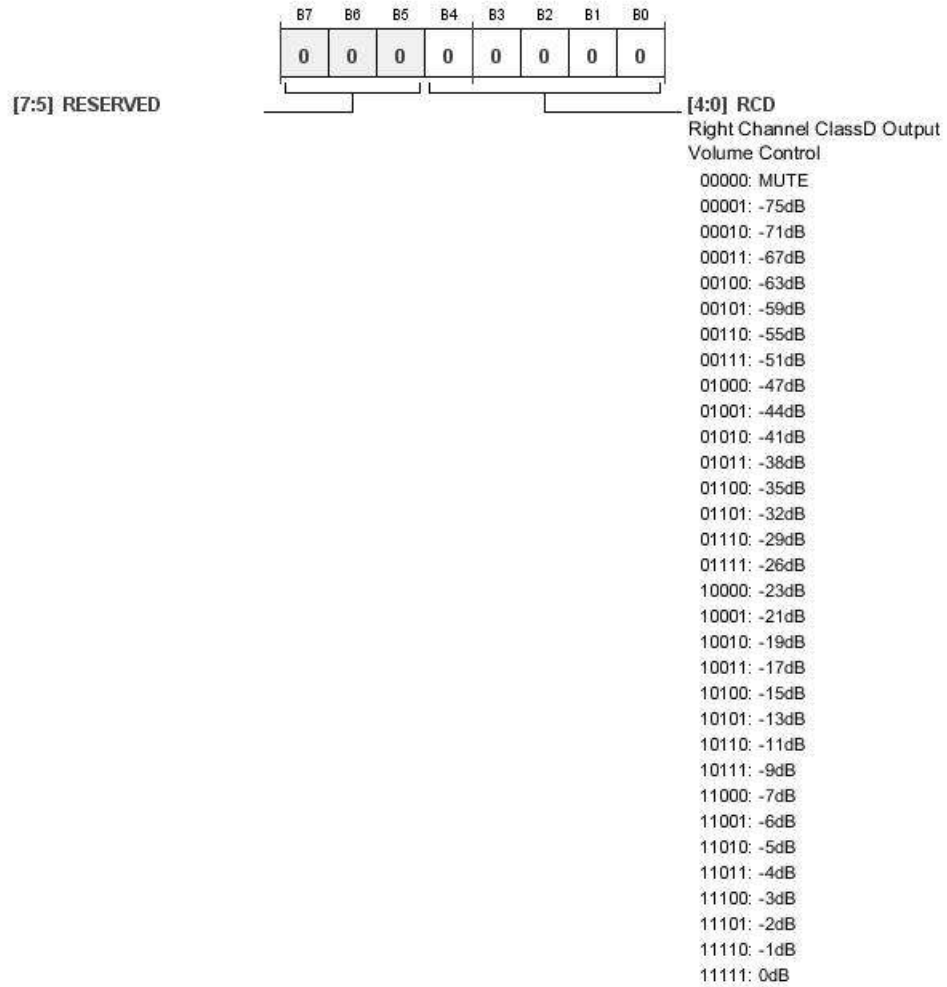 B7 B6 B5 B4 B3 B2 B1 B0
0 0 0 0 0 0 0 0
[7:5] RESERVED
[4:0] RCD
Right Channel ClassD Output
Volume Control
00000: MUTE
00001: -75dB
00010: -71dB
00011: -67dB
00100: -63dB
00101: -59dB
00110: -55dB
00111: -51dB
01000: -47dB
01001: -44dB
01010: -41dB
01011: -38dB
01100: -35dB
01101: -32dB
01110: -29dB
01111: -26dB
10000: -23dB
10001: -21dB
10010: -19dB
10011: -17dB
10100: -15dB
10101: -13dB
10110: -11dB
10111: -9dB
11000: -7dB
11001: -6dB
11010: -5dB
11011: -4dB
11100: -3dB
11101: -2dB
11110: -1dB
11111: 0dB